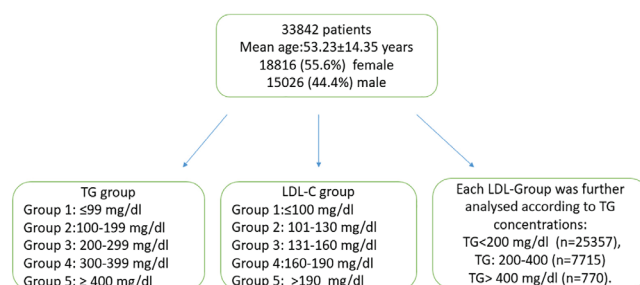 33842 patients
Mean age:53.23±14.35 years
18816 (55.6%) female
15026 (44.4%) male
TG group
Group 1: ≤99 mg/dl
Group 2:100-199 mg/dl
Group 3: 200-299 mg/dl
Group 4: 300-399 mg/dl
Group 5: ≥ 400 mg/dl
LDL-C group
Group 1:≤100 mg/dl
Group 2: 101-130 mg/dl
Group 3: 131-160 mg/dl
Group 4:160-190 mg/dl
Group 5: >190 mg/dl
Each LDL-Group was further
analysed according to TG
concentrations:
TG<200 mg/dl (n=25357),
TG: 200-400 (n=7715)
TG> 400 mg/dl (n=770).